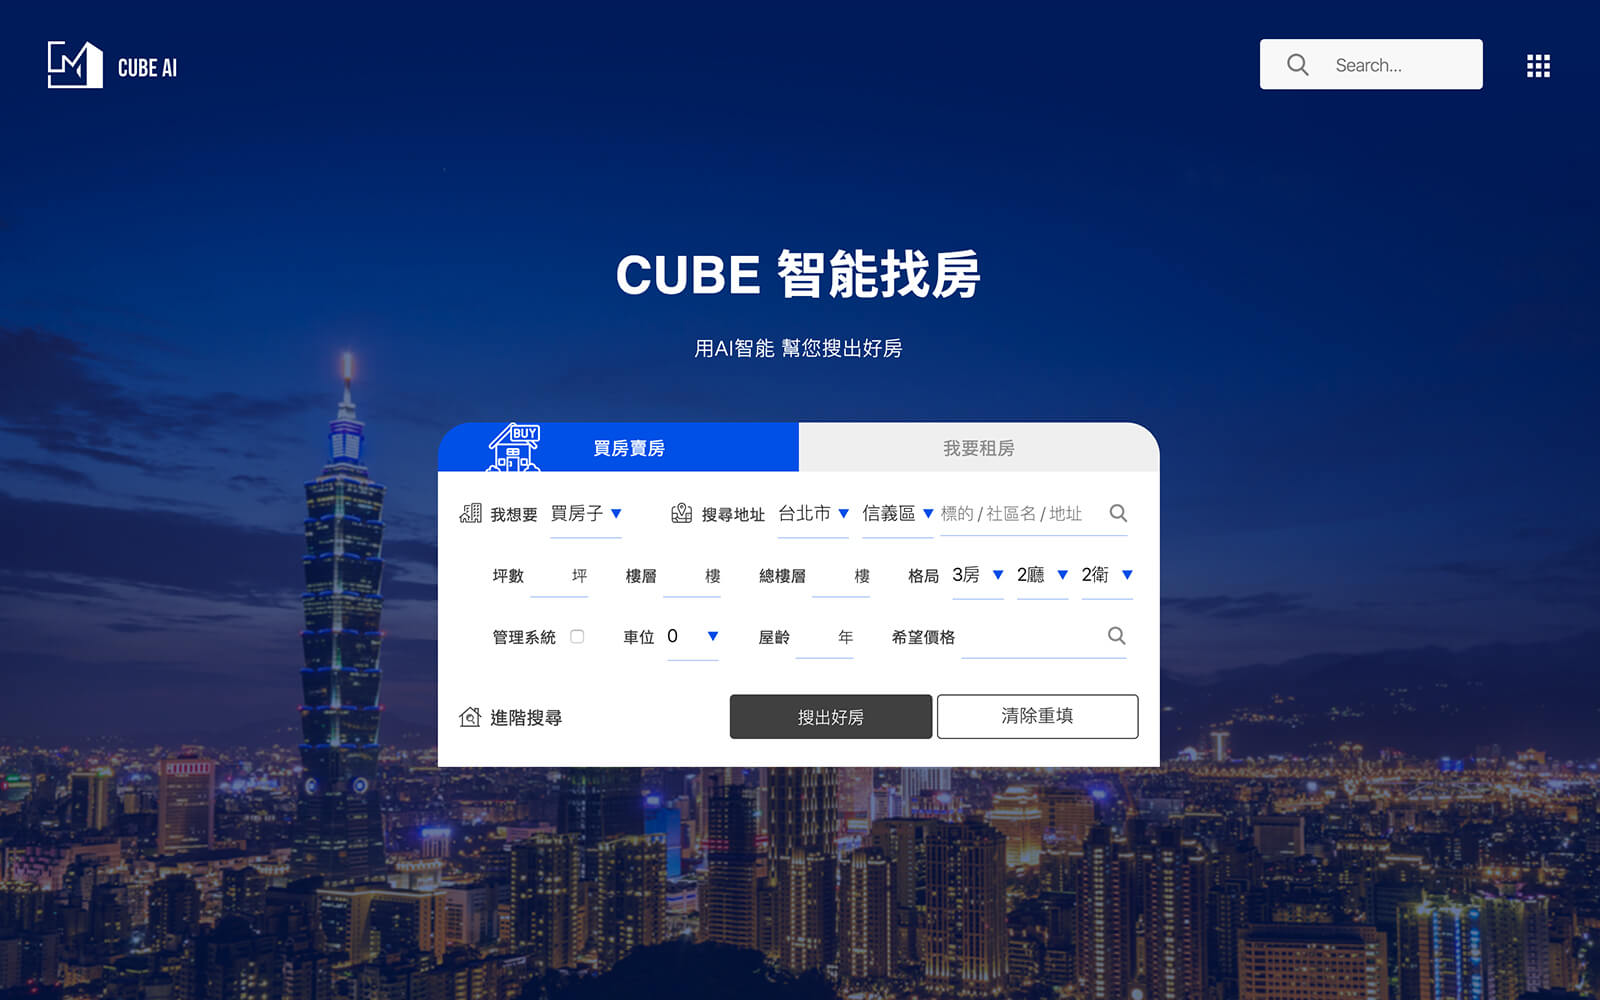 CUBE AI
Search...
CUBE 智能找房
用AI智能 幫您搜出好房
BUY 買房賣房 我要租房
我想要 買房子 搜尋地址 台北市 信義區 標的 / 社區名 / 地址
坪數 坪 樓層 樓 總樓層 樓 格局 3房 2廳 2衛
管理系統 車位 0 屋齡 年 希望價格
進階搜尋 搜出好房 清除重填